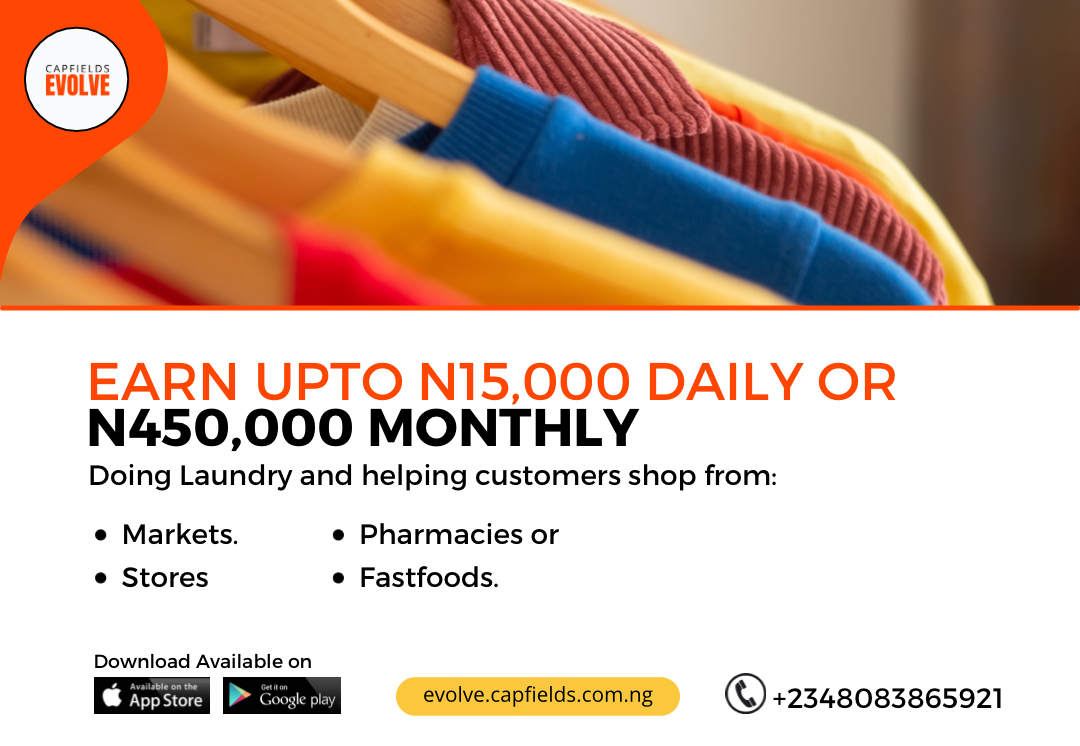 CAPFIELDS
EVOLVE
EARN UPTO N15,000 DAILY OR
N450,000 MONTHLY
Doing Laundry and helping customers shop from:
• Markets.
• Stores
• Pharmacies or
• Fastfoods.
Download Available on
Available on the
App Store
Get it on
Google play
evolve.capfields.com.ng
+2348083865921